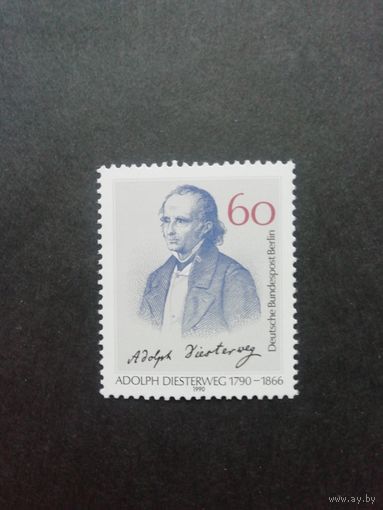 60
Deutsche Bundespost Berlin
Adolph Diesterweg
ADOLPH DIESTERWEG 1790–1866
1990
www.ay.by